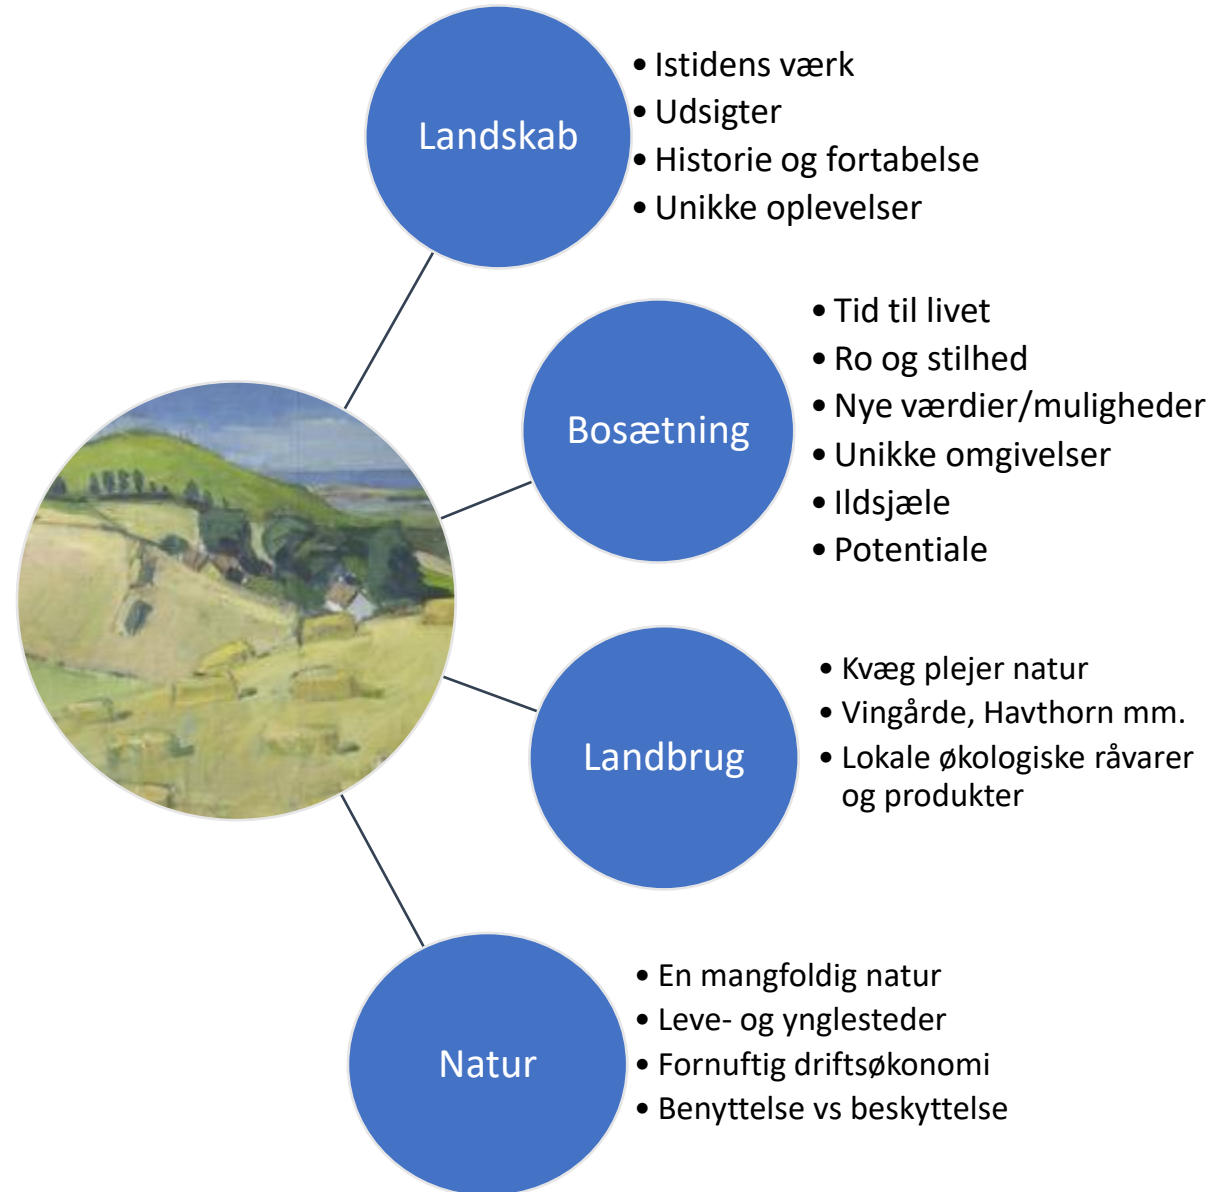 Landskab
• Istidens værk
• Udsigter
• Historie og fortabelse
• Unikke oplevelser
Bosætning
• Tid til livet
• Ro og stilhed
• Nye værdier/muligheder
• Unikke omgivelser
• Ildsjæle
• Potentiale
Landbrug
• Kvæg plejer natur
• Vingårde, Havthorn mm.
• Lokale økologiske råvarer
og produkter
Natur
• En mangfoldig natur
• Leve- og ynglesteder
• Fornuftig driftsøkonomi
• Benyttelse vs beskyttelse